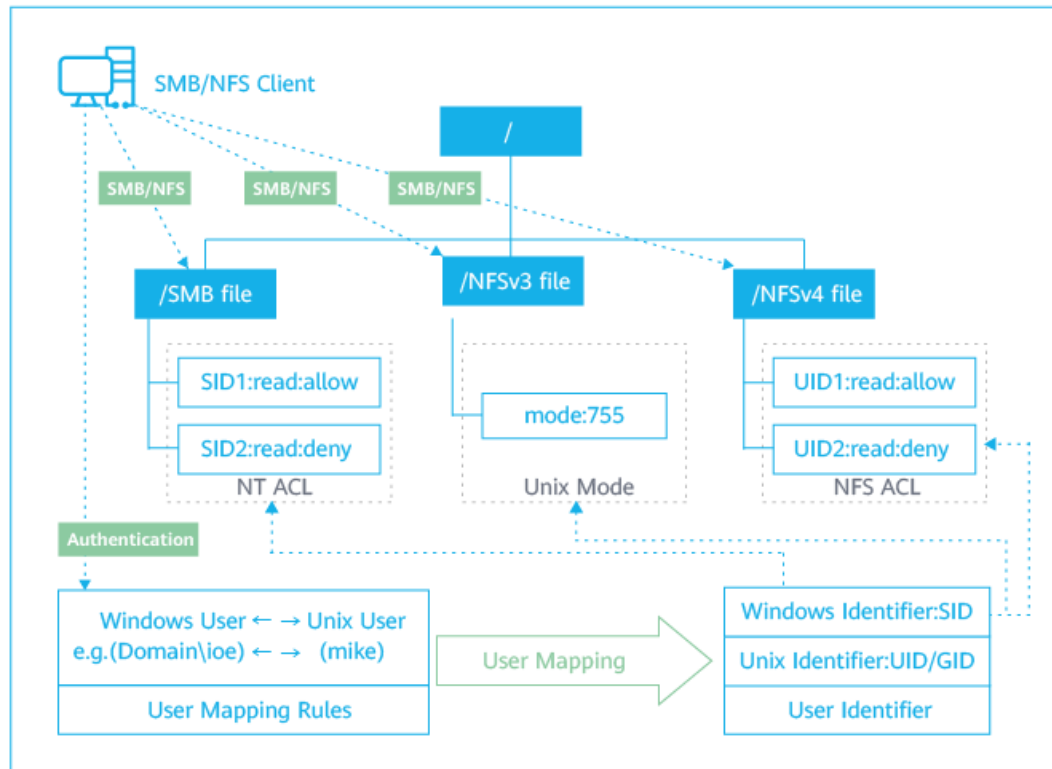 SMB/NFS Client
/
SMB/NFS
SMB/NFS
SMB/NFS
/SMB file
/NFSv3 file
/NFSv4 file
SID1:read:allow
SID2:read:deny
NT ACL
mode:755
Unix Mode
UID1:read:allow
UID2:read:deny
NFS ACL
Authentication
Windows User ← → Unix User
e.g.(Domain\ioe) ← → (mike)
User Mapping Rules
User Mapping
Windows Identifier:SID
Unix Identifier:UID/GID
User Identifier